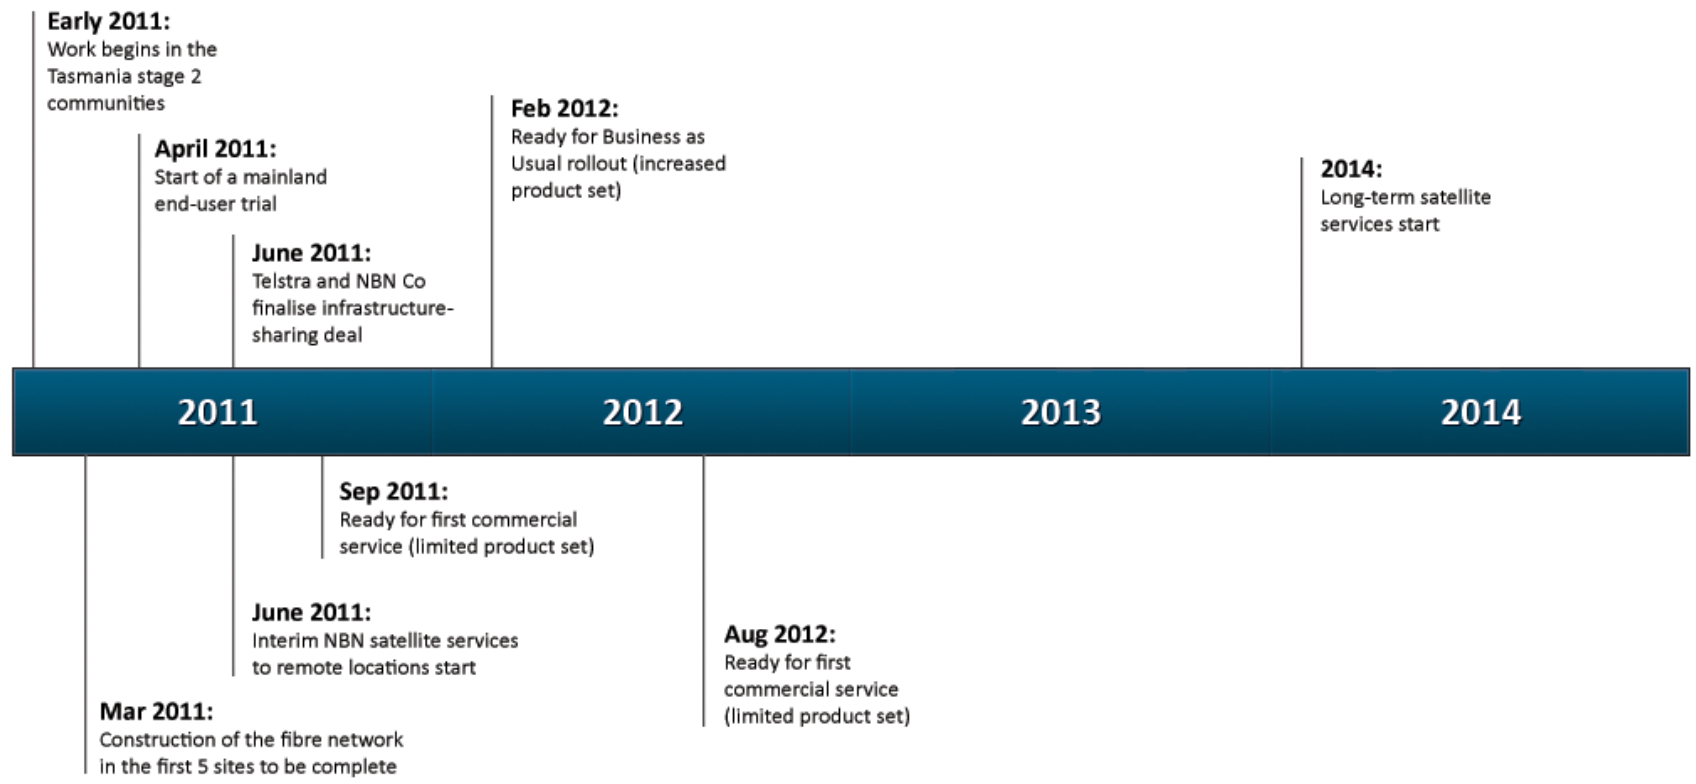 Early 2011:
Work begins in the
Tasmania stage 2
communities
April 2011:
Start of a mainland
end-user trial
June 2011:
Telstra and NBN Co
finalise infrastructure-
sharing deal
Feb 2012:
Ready for Business as
Usual rollout (increased
product set)
2014:
Long-term satellite
services start
2011
2012
2013
2014
Sep 2011:
Ready for first commercial
service (limited product set)
June 2011:
Interim NBN satellite services
to remote locations start
Mar 2011:
Construction of the fibre network
in the first 5 sites to be complete
Aug 2012:
Ready for first
commercial service
(limited product set)